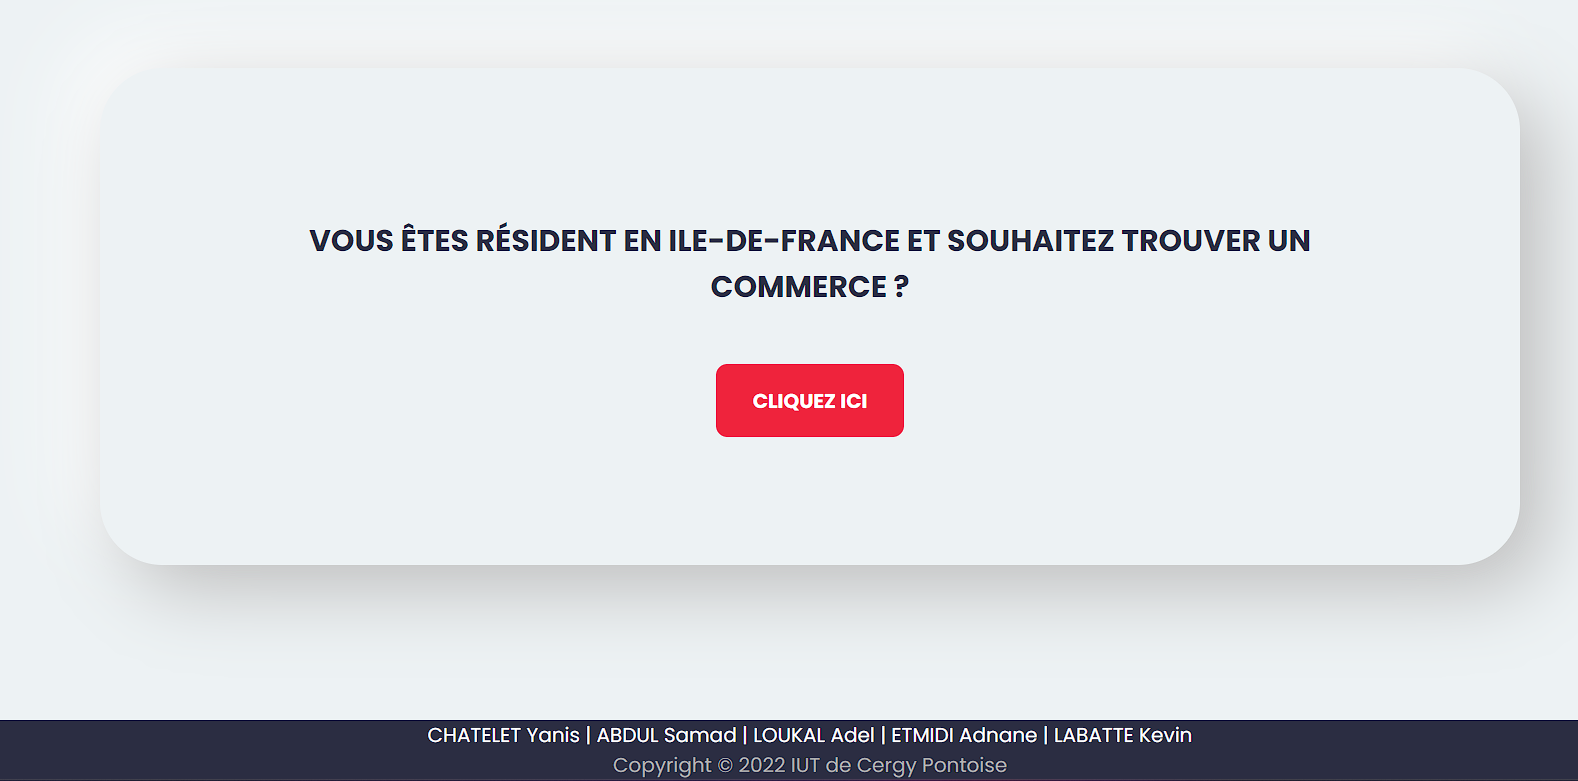 VOUS ÊTES RÉSIDENT EN ILE-DE-FRANCE ET SOUHAITEZ TROUVER UN
COMMERCE ?
CLIQUEZ ICI
CHATELET Yanis | ABDUL Samad | LOUKAL Adel | ETMIDI Adnane | LABATTE Kevin
Copyright © 2022 IUT de Cergy Pontoise